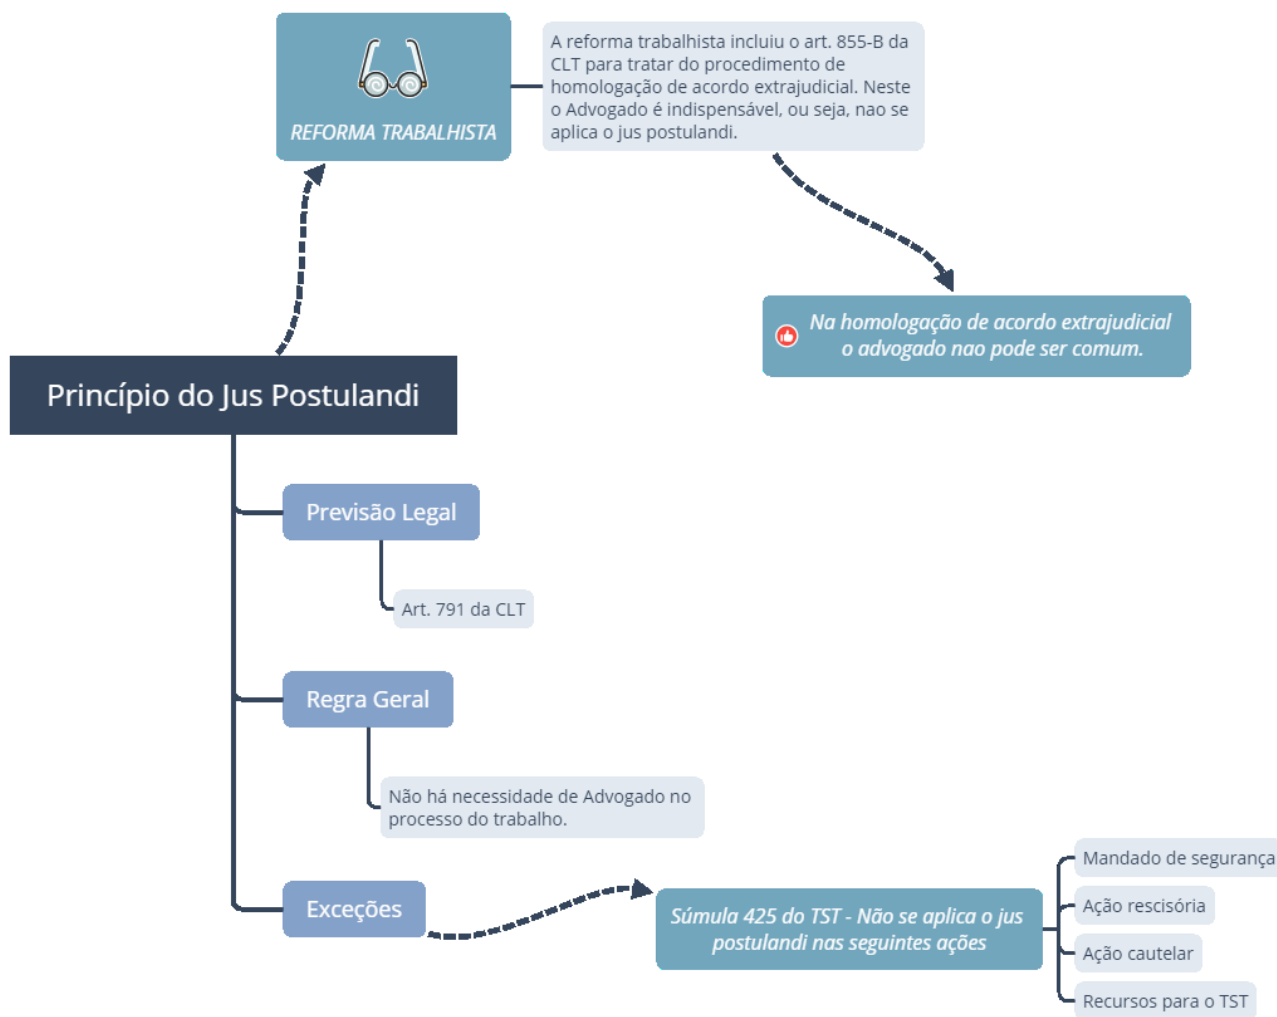 REFORMA TRABALHISTA
A reforma trabalhista incluiu o art. 855-B da
CLT para tratar do procedimento de
homologação de acordo extrajudicial. Neste
o Advogado é indispensável, ou seja, nao se
aplica o jus postulandi.
Na homologação de acordo extrajudicial
o advogado nao pode ser comum.
Princípio do Jus Postulandi
Previsão Legal
Art. 791 da CLT
Regra Geral
Não há necessidade de Advogado no
processo do trabalho.
Exceções
Súmula 425 do TST - Não se aplica o jus
postulandi nas seguintes ações
Mandado de segurança
Ação rescisória
Ação cautelar
Recursos para o TST